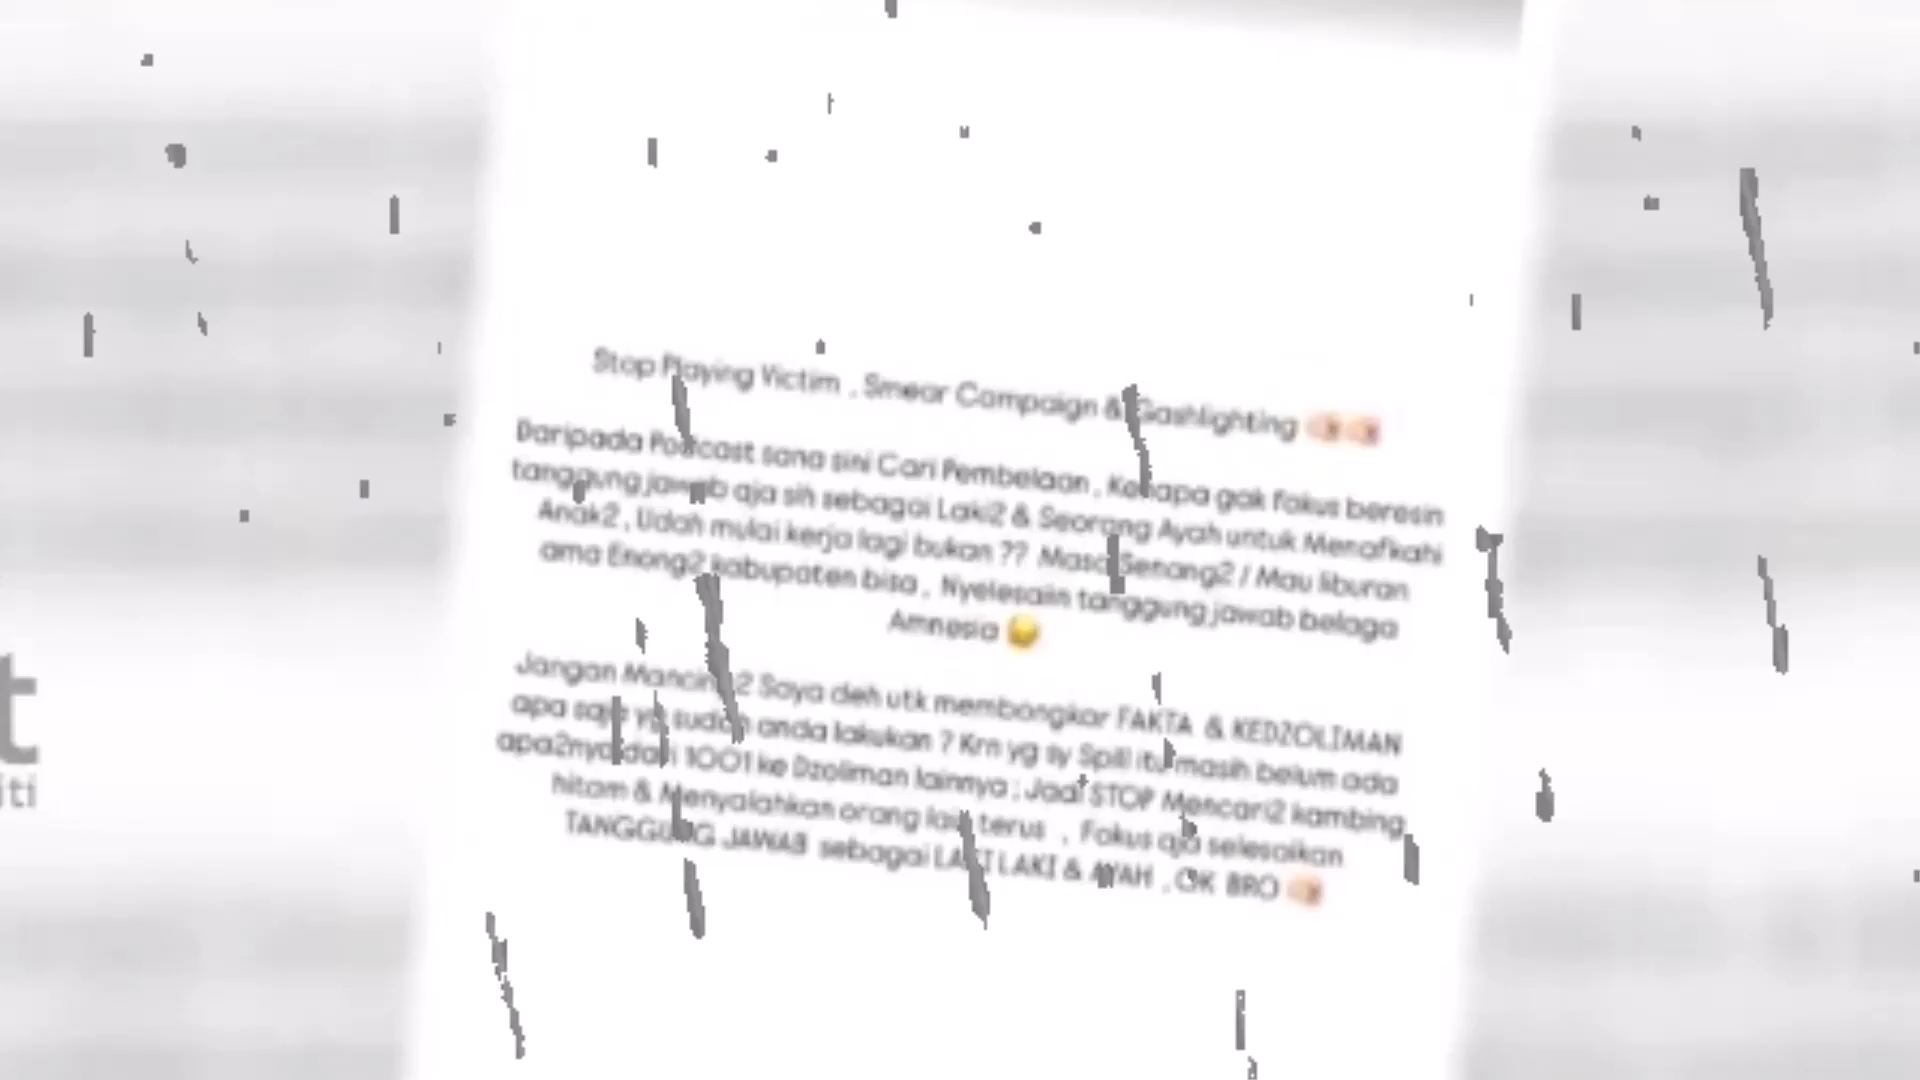 Stop Playing Victim , Smear Campaign & Gashlighting
Daripada Podcast sana sini Cari Pembelaan , Kenapa gak fokus beresin
tanggung jawab aja sih sebagai Laki2 & Seorang Ayah untuk Menafkahi
Anak2 , Udah mulai kerja lagi bukan ?? Masa Senang2 / Mau liburan
ama Enong2 kabupaten bisa , Nyelesaiin tanggung jawab belaga
Amnesia
Jangan Mancing2 Saya deh utk membongkar FAKTA & KEDZOLIMAN
apa saja yg sudah anda lakukan ? Krn yg sy Spill itu masih belum ada
apa2nya dari 1001 ke Dzoliman lainnya ; Jadi STOP Mencari2 kambing
hitam & Menyalahkan orang lain terus , Fokus aja selesaikan
TANGGUNG JAWAB sebagai LAKI LAKI & AYAH , OK BRO
t
iti